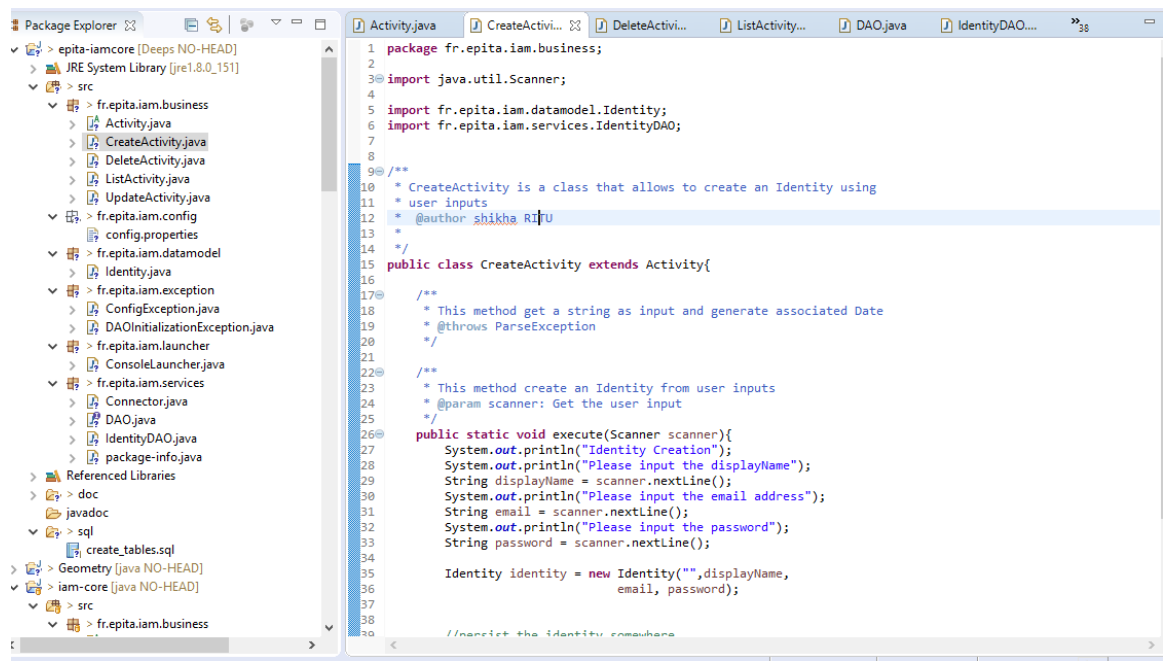 Package Explorer
> epita-iamcore [Deeps NO-HEAD]
JRE System Library [jre1.8.0_151]
> src
> fr.epita.iam.business
Activity.java
CreateActivity.java
DeleteActivity.java
ListActivity.java
UpdateActivity.java
> fr.epita.iam.config
config.properties
> fr.epita.iam.datamodel
Identity.java
> fr.epita.iam.exception
ConfigException.java
DAOInitializationException.java
> fr.epita.iam.launcher
ConsoleLauncher.java
> fr.epita.iam.services
Connector.java
DAO.java
IdentityDAO.java
package-info.java
Referenced Libraries
> doc
javadoc
> sql
create_tables.sql
> Geometry [java NO-HEAD]
> iam-core [java NO-HEAD]
> src
> fr.epita.iam.business
Activity.java CreateActivi... DeleteActivi... ListActivity... DAO.java IdentityDAO.... »38
1 package fr.epita.iam.business;
2
3 import java.util.Scanner;
4
5 import fr.epita.iam.datamodel.Identity;
6 import fr.epita.iam.services.IdentityDAO;
7
8
9 /**
10 * CreateActivity is a class that allows to create an Identity using
11 * user inputs
12 * @author shikha RITU
13 *
14 */
15 public class CreateActivity extends Activity{
16
17 /**
18 * This method get a string as input and generate associated Date
19 * @throws ParseException
20 */
21
22 /**
23 * This method create an Identity from user inputs
24 * @param scanner: Get the user input
25 */
26 public static void execute(Scanner scanner){
27 System.out.println("Identity Creation");
28 System.out.println("Please input the displayName");
29 String displayName = scanner.nextLine();
30 System.out.println("Please input the email address");
31 String email = scanner.nextLine();
32 System.out.println("Please input the password");
33 String password = scanner.nextLine();
34
35 Identity identity = new Identity("",displayName,
36 email, password);
37
38
39 //persist the identity somewhere